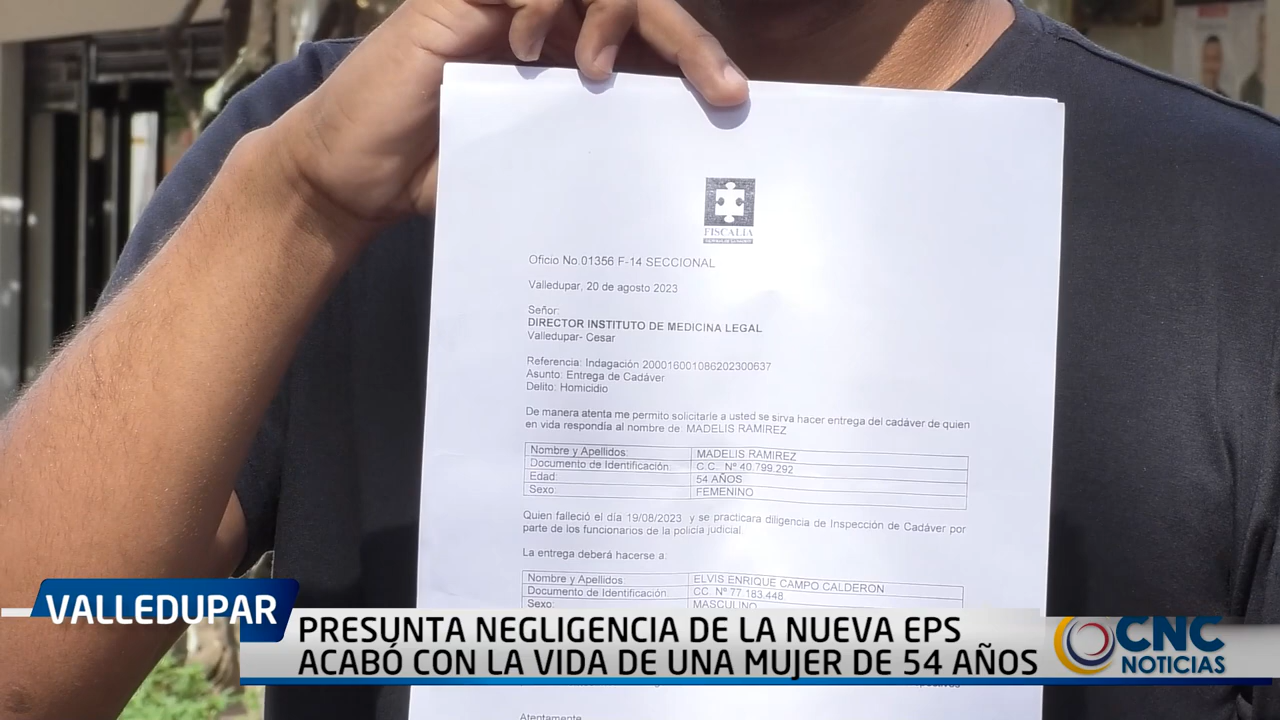 FISCALIA
Oficio No.01356 F-14 SECCIONAL
Valledupar, 20 de agosto 2023
Señor:
DIRECTOR INSTITUTO DE MEDICINA LEGAL
Valledupar- Cesar
Referencia: Indagación 200016001086202300637
Asunto: Entrega de Cadáver
Delito: Homicidio
De manera atenta me permito solicitarle a usted se sirva hacer entrega del cadáver de quien
en vida respondía al nombre de: MADELIS RAMIREZ
Nombre y Apellidos: MADELIS RAMIREZ
Documento de Identificación: C.C. Nº 40.799.292
Edad: 54 AÑOS
Sexo: FEMENINO
Quien falleció el día 19/08/2023 y se practicara diligencia de Inspección de Cadáver por
parte de los funcionarios de la policía judicial.
La entrega deberá hacerse a:
Nombre y Apellidos: ELVIS ENRIQUE CAMPO CALDERON
Documento de Identificación: CC. Nº 77.183.448
Sexo: MASCULINO
Atentamente
VALLEDUPAR
PRESUNTA NEGLIGENCIA DE LA NUEVA EPS
ACABÓ CON LA VIDA DE UNA MUJER DE 54 AÑOS
CNC
NOTICIAS